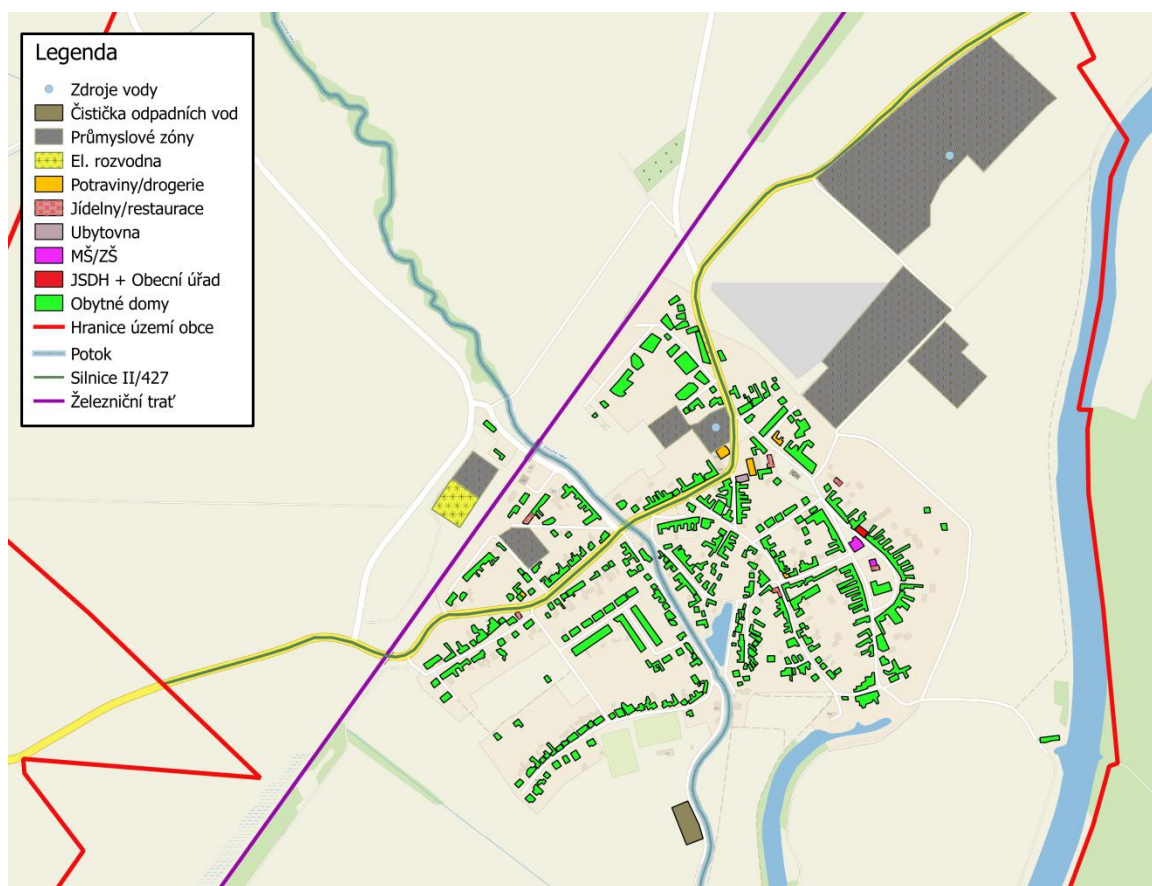 Legenda
Zdroje vody
Čistička odpadních vod
Průmyslové zóny
El. rozvodna
Potraviny/drogerie
Jídelny/restaurace
Ubytovna
MŠ/ZŠ
JSDH + Obecní úřad
Obytné domy
Hranice území obce
Potok
Silnice II/427
Železniční trať